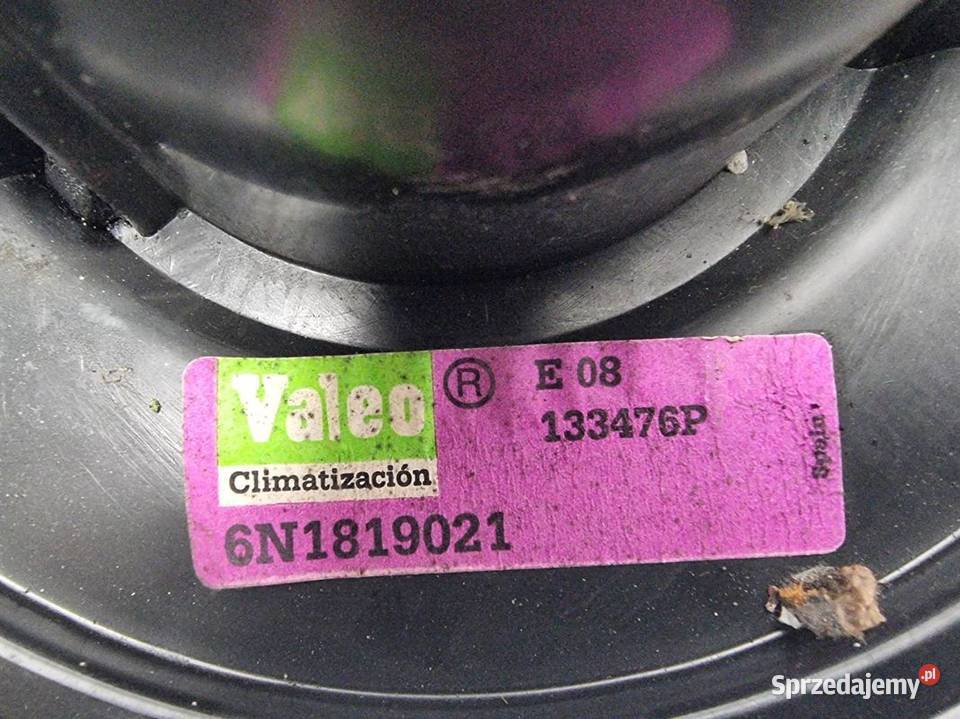 Valeo ® E 08
133476P
Climatización
6N1819021
Spain
Sprzedajemy.pl